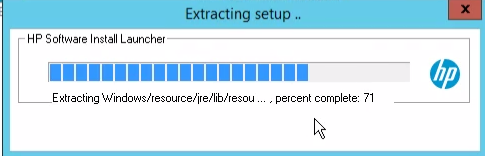 Extracting setup ..
x
HP Software Install Launcher
hp
Extracting Windows/resource/jre/lib/resou ... , percent complete: 71